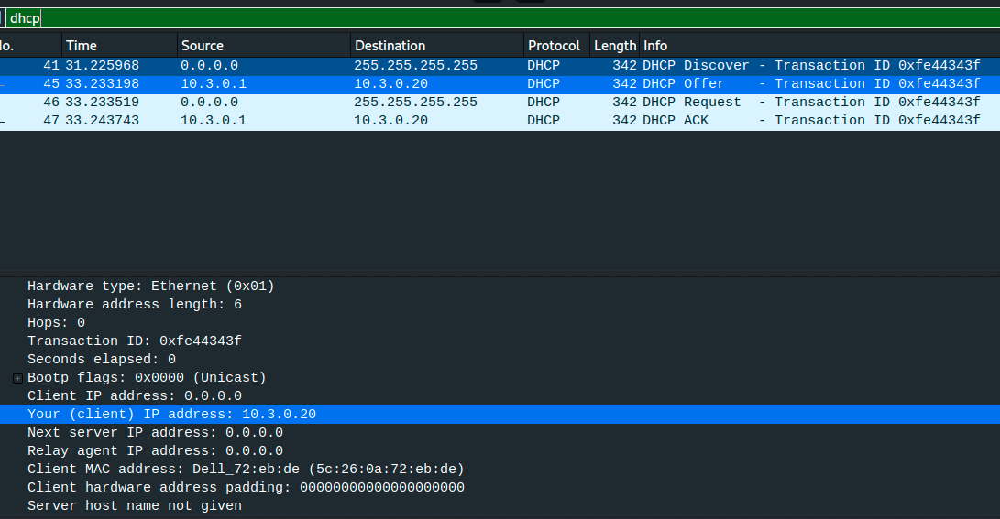 dhcp
No. Time Source Destination Protocol Length Info
41 31.225968 0.0.0.0 255.255.255.255 DHCP 342 DHCP Discover - Transaction ID 0xfe44343f
45 33.233198 10.3.0.1 10.3.0.20 DHCP 342 DHCP Offer - Transaction ID 0xfe44343f
46 33.233519 0.0.0.0 255.255.255.255 DHCP 342 DHCP Request - Transaction ID 0xfe44343f
47 33.243743 10.3.0.1 10.3.0.20 DHCP 342 DHCP ACK - Transaction ID 0xfe44343f
Hardware type: Ethernet (0x01)
Hardware address length: 6
Hops: 0
Transaction ID: 0xfe44343f
Seconds elapsed: 0
Bootp flags: 0x0000 (Unicast)
Client IP address: 0.0.0.0
Your (client) IP address: 10.3.0.20
Next server IP address: 0.0.0.0
Relay agent IP address: 0.0.0.0
Client MAC address: Dell_72:eb:de (5c:26:0a:72:eb:de)
Client hardware address padding: 00000000000000000000
Server host name not given